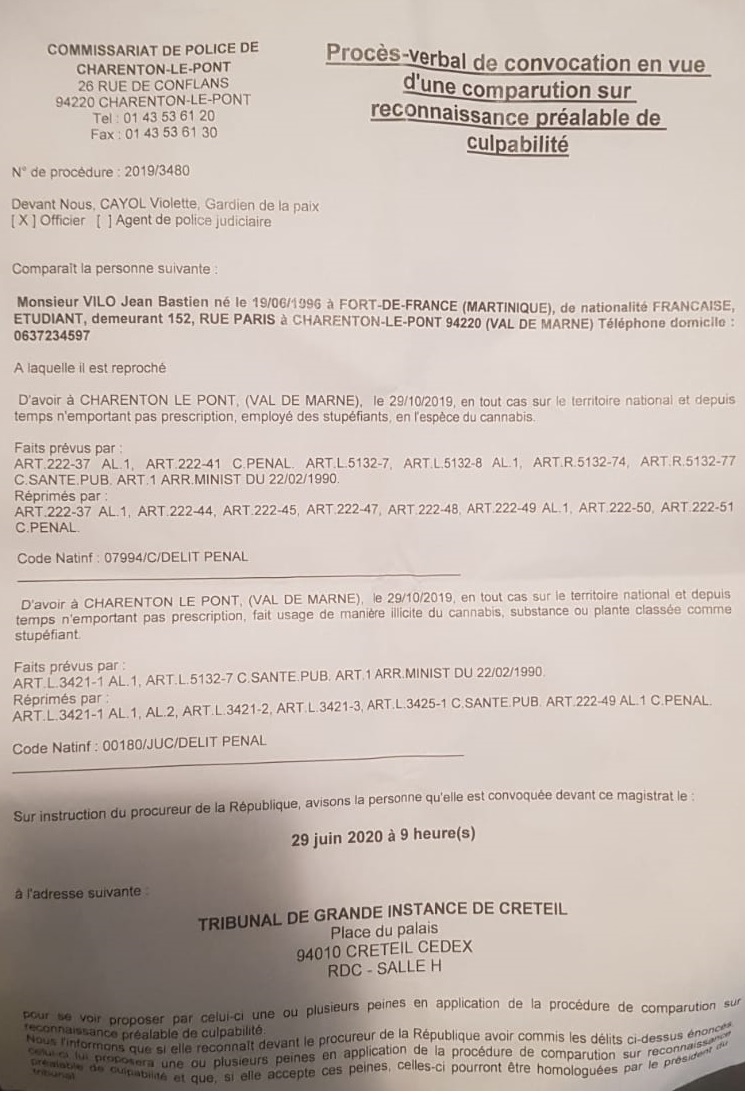 COMMISSARIAT DE POLICE DE
CHARENTON-LE-PONT
26 RUE DE CONFLANS
94220 CHARENTON-LE-PONT
Tel : 01 43 53 61 20
Fax : 01 43 53 61 30
Procès-verbal de convocation en vue
d'une comparution sur
reconnaissance préalable de
culpabilité
N° de procédure : 2019/3480
Devant Nous, CAYOL Violette, Gardien de la paix
[ X ] Officier [ ] Agent de police judiciaire
Comparaît la personne suivante :
Monsieur VILO Jean Bastien né le 19/06/1996 à FORT-DE-FRANCE (MARTINIQUE), de nationalité FRANCAISE,
ETUDIANT, demeurant 152, RUE PARIS à CHARENTON-LE-PONT 94220 (VAL DE MARNE) Téléphone domicile :
0637234597
A laquelle il est reproché
D'avoir à CHARENTON LE PONT, (VAL DE MARNE), le 29/10/2019, en tout cas sur le territoire national et depuis
temps n'emportant pas prescription, employé des stupéfiants, en l'espèce du cannabis.
Faits prévus par :
ART.222-37 AL.1, ART.222-41 C.PENAL. ART.L.5132-7, ART.L.5132-8 AL.1, ART.R.5132-74, ART.R.5132-77
C.SANTE.PUB. ART.1 ARR.MINIST DU 22/02/1990.
Réprimés par :
ART.222-37 AL.1, ART.222-44, ART.222-45, ART.222-47, ART.222-48, ART.222-49 AL.1, ART.222-50, ART.222-51
C.PENAL.
Code Natinf : 07994/C/DELIT PENAL
D'avoir à CHARENTON LE PONT, (VAL DE MARNE), le 29/10/2019, en tout cas sur le territoire national et depuis
temps n'emportant pas prescription, fait usage de manière illicite du cannabis, substance ou plante classée comme
stupéfiant.
Faits prévus par :
ART.L.3421-1 AL.1, ART.L.5132-7 C.SANTE.PUB. ART.1 ARR.MINIST DU 22/02/1990.
Réprimés par :
ART.L.3421-1 AL.1, AL.2, ART.L.3421-2, ART.L.3421-3, ART.L.3425-1 C.SANTE.PUB. ART.222-49 AL.1 C.PENAL.
Code Natinf : 00180/JUC/DELIT PENAL
Sur instruction du procureur de la République, avisons la personne qu'elle est convoquée devant ce magistrat le :
29 juin 2020 à 9 heure(s)
à l'adresse suivante :
TRIBUNAL DE GRANDE INSTANCE DE CRETEIL
Place du palais
94010 CRETEIL CEDEX
RDC - SALLE H
pour se voir proposer par celui-ci une ou plusieurs peines en application de la procédure de comparution sur
reconnaissance préalable de culpabilité.
Nous l'informons que si elle reconnaît devant le procureur de la République avoir commis les délits ci-dessus énoncés
celui-ci lui proposera une ou plusieurs peines en application de la procédure de comparution sur reconnaissance
préalable de culpabilité et que, si elle accepte ces peines, celles-ci pourront être homologuées par le président du
tribunal.